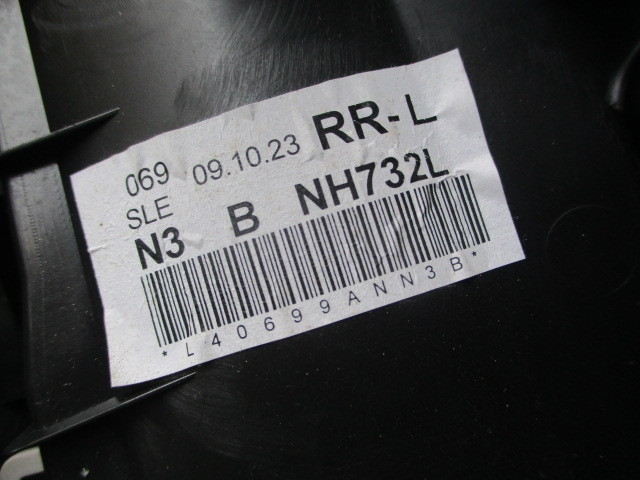 069 09.10.23 RR-L
SLE
N3 B NH732L
*L40699ANN3B*